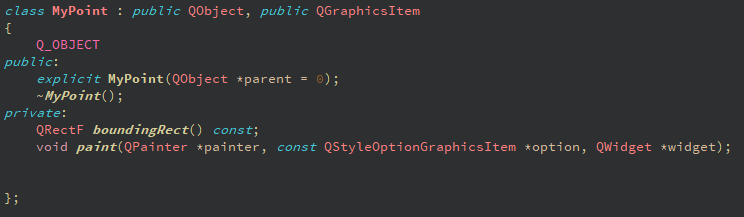 class MyPoint : public QObject, public QGraphicsItem
{
    Q_OBJECT
public:
    explicit MyPoint(QObject *parent = 0);
    ~MyPoint();
private:
    QRectF boundingRect() const;
    void paint(QPainter *painter, const QStyleOptionGraphicsItem *option, QWidget *widget);
};